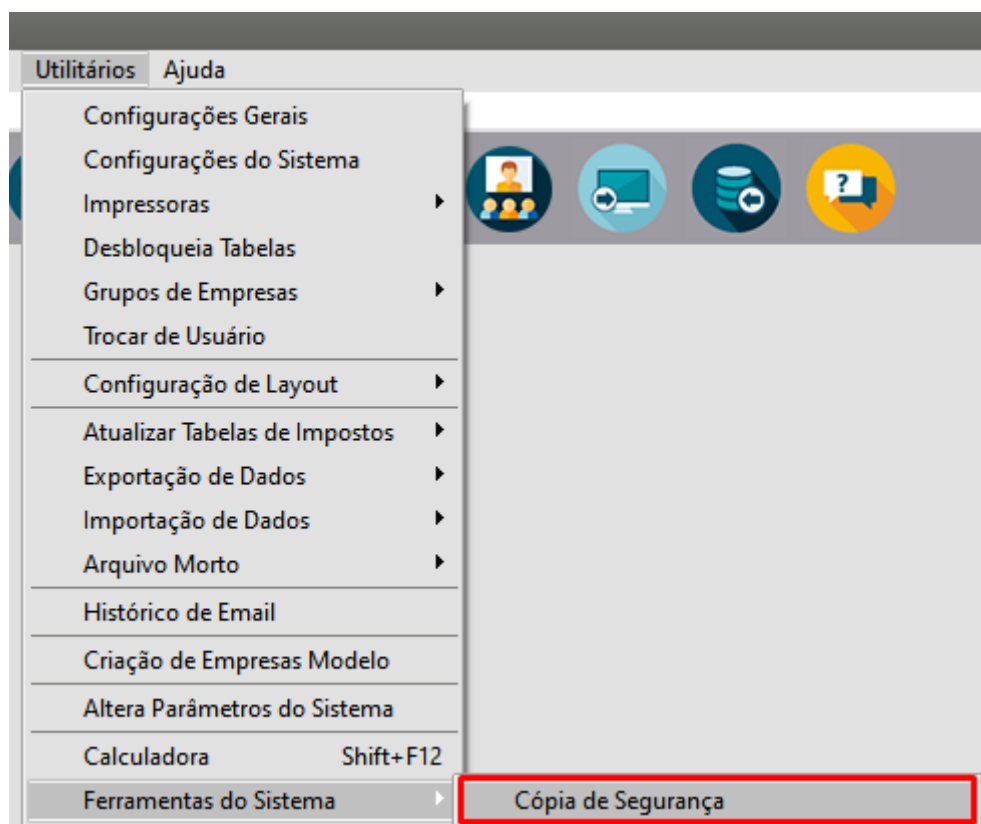 Utilitários Ajuda
Configurações Gerais
Configurações do Sistema
Impressoras
Desbloqueia Tabelas
Grupos de Empresas
Trocar de Usuário
Configuração de Layout
Atualizar Tabelas de Impostos
Exportação de Dados
Importação de Dados
Arquivo Morto
Histórico de Email
Criação de Empresas Modelo
Altera Parâmetros do Sistema
Calculadora Shift+F12
Ferramentas do Sistema Cópia de Segurança
?